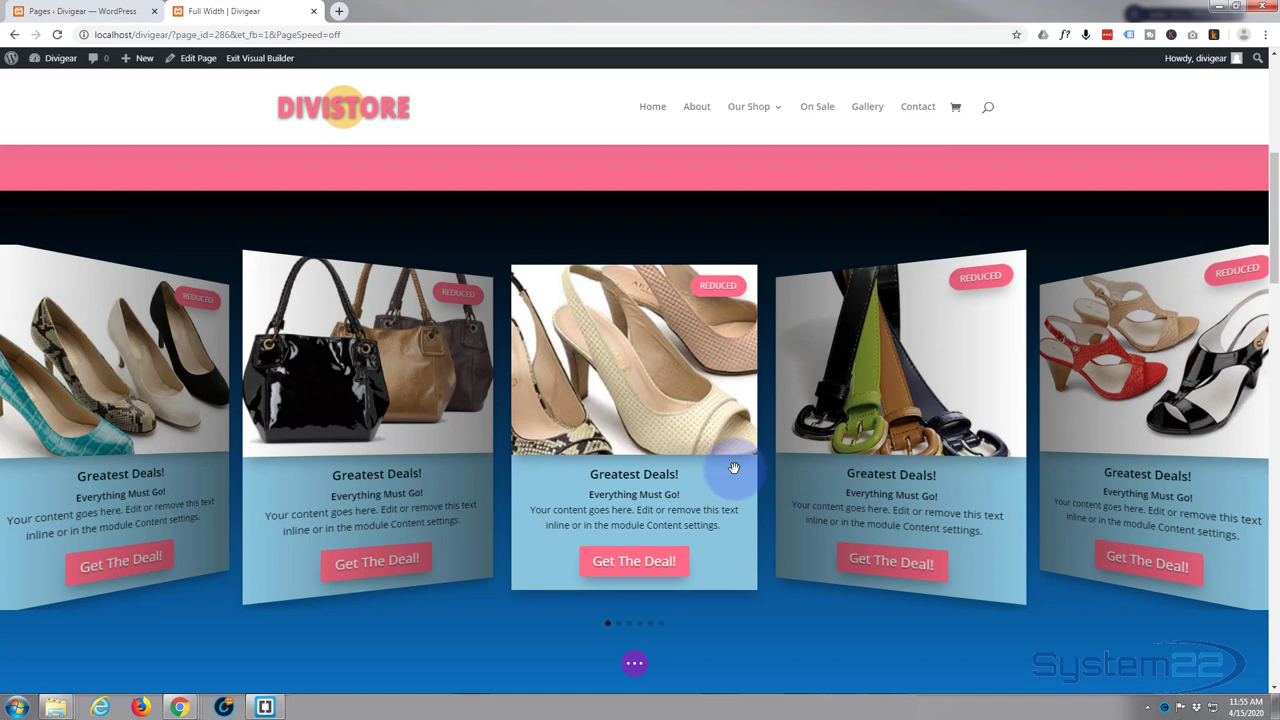 Pages ‹ Divigear — WordPress
Full Width | Divigear
localhost/divigear/?page_id=286&et_fb=1&PageSpeed=off
Divigear 0 New Edit Page Exit Visual Builder Howdy, divigear
DIVISTORE
Home About Our Shop On Sale Gallery Contact
REDUCED
REDUCED
REDUCED
REDUCED
REDUCED
Greatest Deals!
Everything Must Go!
Your content goes here. Edit or remove this text
inline or in the module Content settings.
Get The Deal!
Greatest Deals!
Everything Must Go!
Your content goes here. Edit or remove this text
inline or in the module Content settings.
Get The Deal!
Greatest Deals!
Everything Must Go!
Your content goes here. Edit or remove this text
inline or in the module Content settings.
Get The Deal!
Greatest Deals!
Everything Must Go!
Your content goes here. Edit or remove this text
inline or in the module Content settings.
Get The Deal!
Greatest Deals!
Everything Must Go!
Your content goes here. Edit or remove this text
inline or in the module Content settings.
Get The Deal!
System22
11:55 AM
4/15/2020